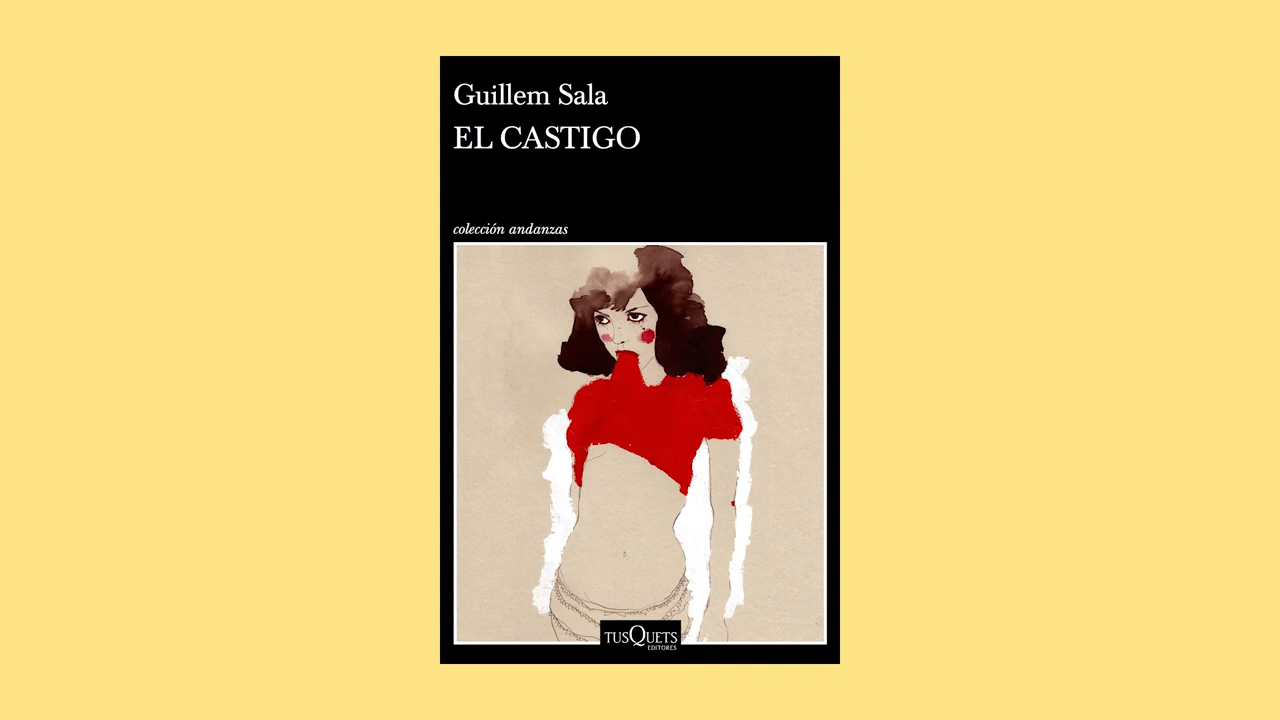 Guillem Sala
EL CASTIGO
colección andanzas
TUSQUETS
EDITORES